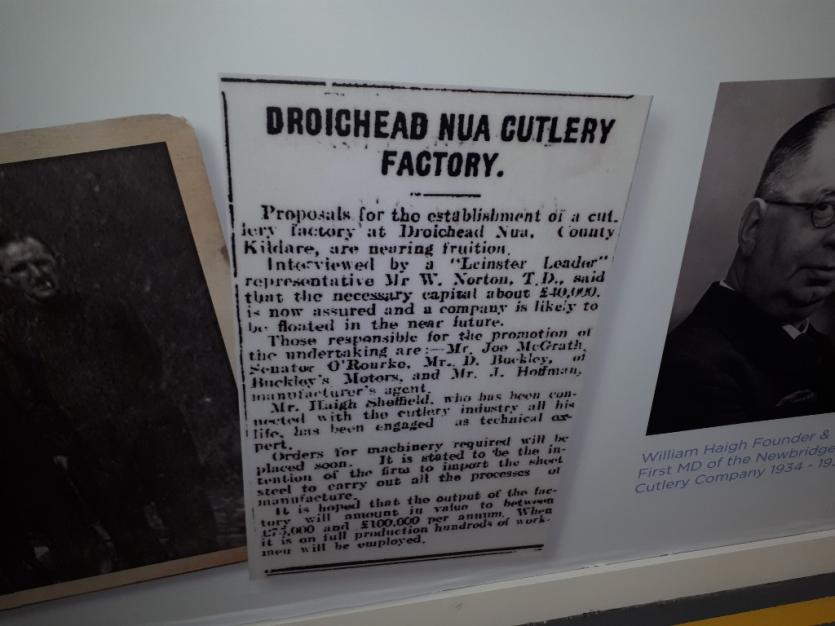 DROICHEAD NUA CUTLERY
FACTORY.
Proposals for the establishment of a cut-
lery factory at Droichead Nua, County
Kildare, are nearing fruition.
Interviewed by a "Leinster Leader"
representative Mr W. Norton, T.D., said
that the necessary capital about £40,000,
is now assured and a company is likely to
be floated in the near future.
Those responsible for the promotion of
the undertaking are:—Mr. Joe McGrath,
Senator O'Rourke, Mr. D. Buckley, of
Buckley's Motors, and Mr. J. Hoffman,
manufacturer's agent.
Mr. Haigh Sheffield, who has been con-
nected with the cutlery industry all his
life, has been engaged as technical ex-
pert.
Orders for machinery required will be
placed soon. It is stated to be the in-
tention of the firm to import the sheet
steel to carry out all the processes of
manufacture.
It is hoped that the output of the fac-
tory will amount in value to between
£75,000 and £100,000 per annum. When
it is on full production hundreds of work-
men will be employed.
William Haigh Founder &
First MD of the Newbridge
Cutlery Company 1934 - 19